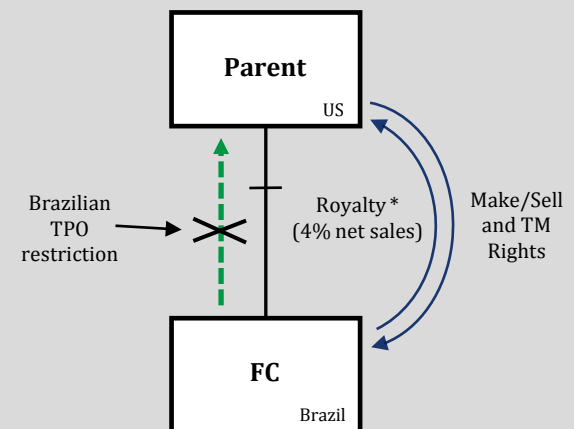 Parent
US
Brazilian
TPO
restriction
Royalty *
(4% net sales)
Make/Sell
and TM
Rights
FC
Brazil